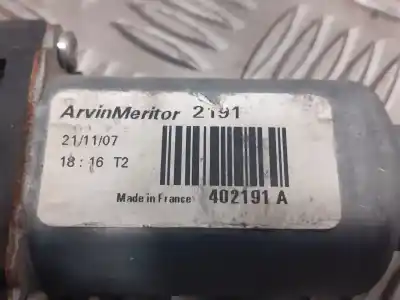 ArvinMeritor 2191
21/11/07
18 : 16 T2
Made in France 402191 A